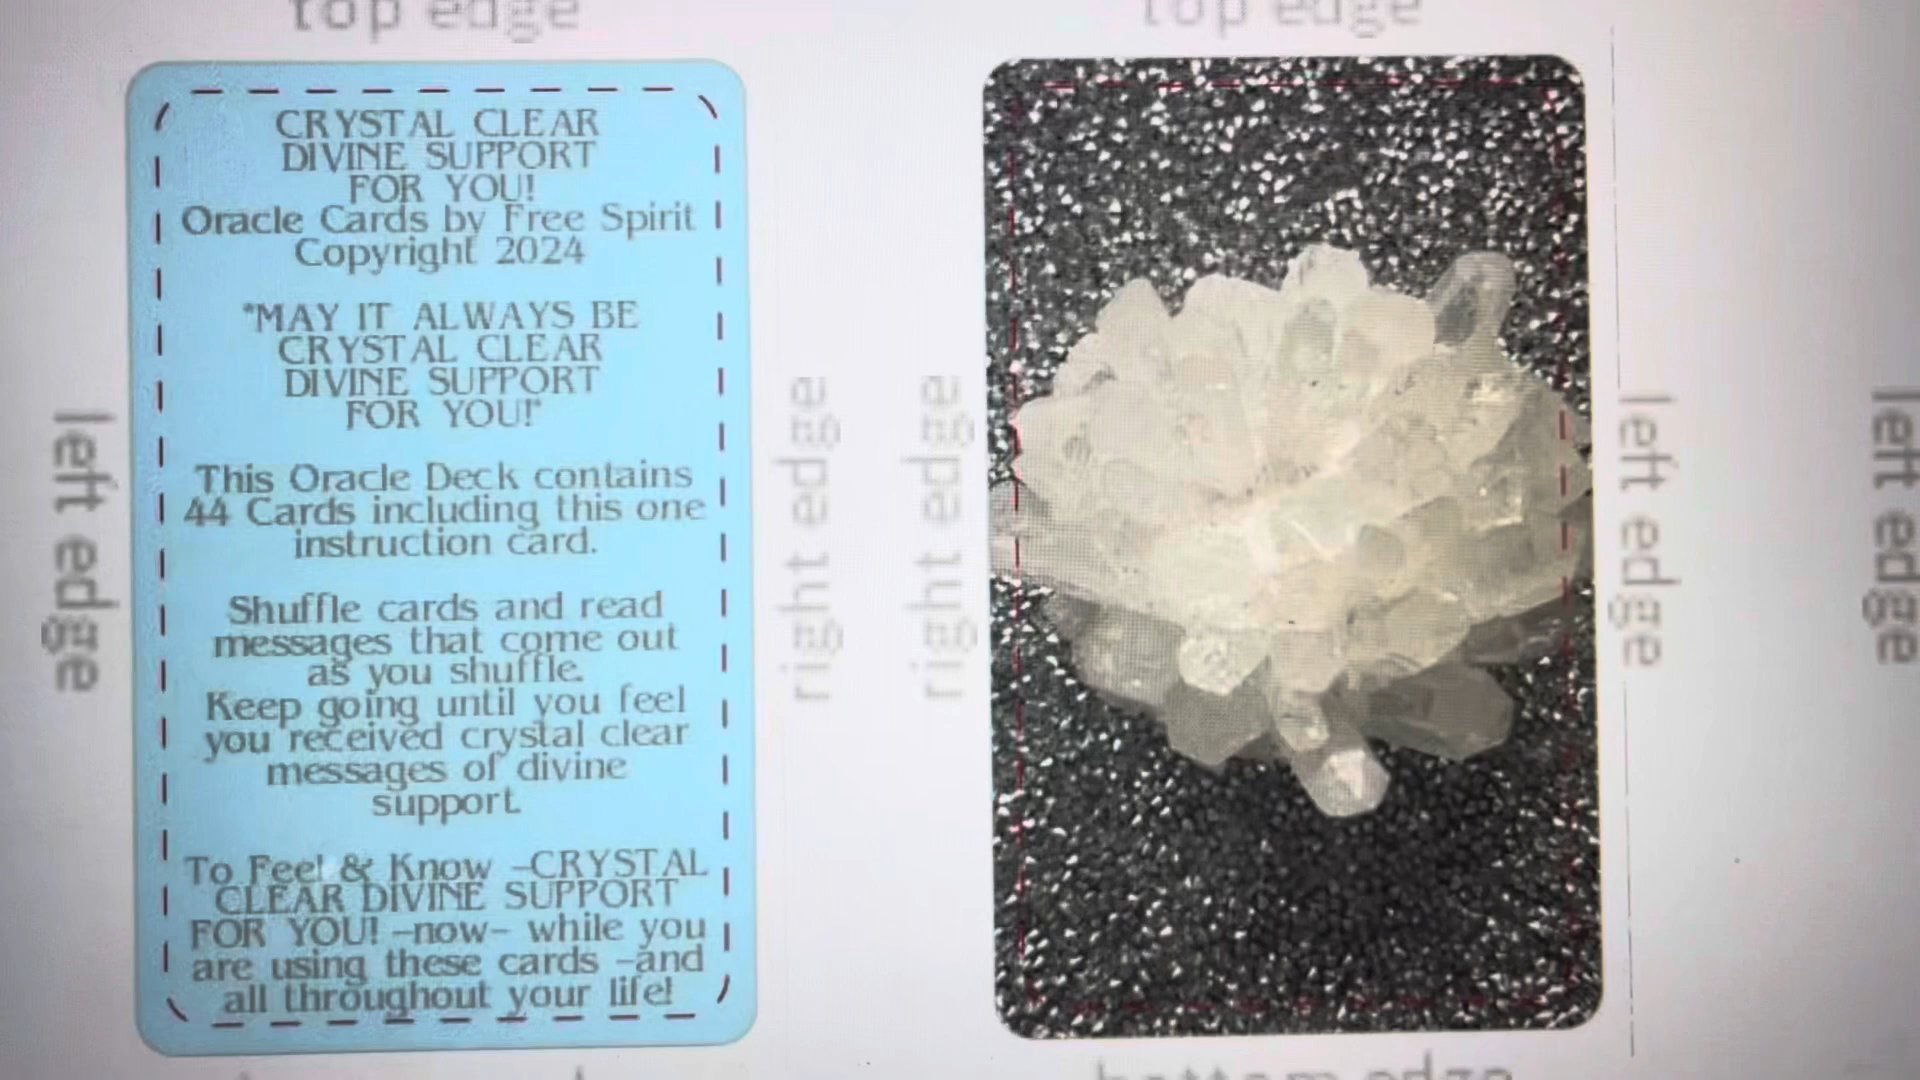 top edge
top edge
CRYSTAL CLEAR
DIVINE SUPPORT
FOR YOU!
Oracle Cards by Free Spirit
Copyright 2024
"MAY IT ALWAYS BE
CRYSTAL CLEAR
DIVINE SUPPORT
FOR YOU!"
This Oracle Deck contains
44 Cards including this one
instruction card.
Shuffle cards and read
messages that come out
as you shuffle.
Keep going until you feel
you received crystal clear
messages of divine
support.
To Feel & Know -CRYSTAL
CLEAR DIVINE SUPPORT
FOR YOU! -now- while you
are using these cards -and
all throughout your life!
left edge
right edge
right edge
left edge
left edge
bottom edge